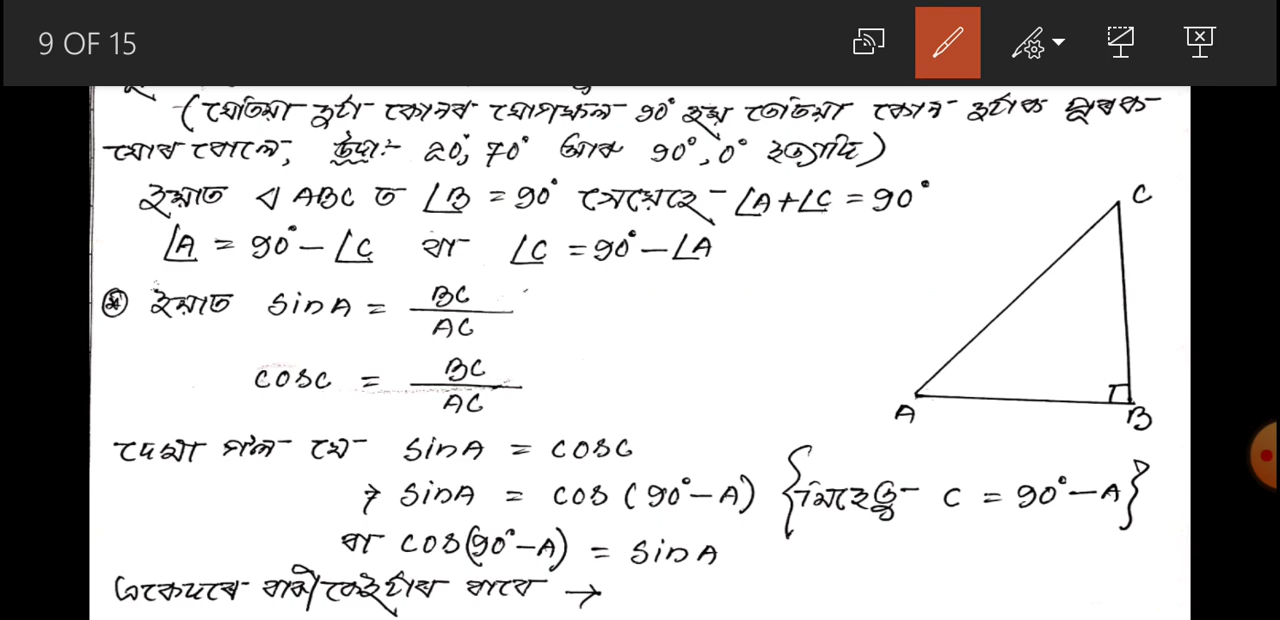 9 OF 15
(যেতিয়া দুটা কোনৰ যোগফল 90° হয় তেতিয়া কোন দুটাক পূৰক
যোৰ বোলে, উদা:- 20°, 70° আৰু 90°, 0° ইত্যাদি)
ইয়াত ⊲ ABC ত ∠B = 90° সেয়েহে ∠A+∠C = 90°
∠A = 90° – ∠C বা ∠C = 90° – ∠A
ইয়াত sinA = BC/AC
cosC = BC/AC
দেখা গল যে sinA = cosC
⇒ sinA = cos (90° – A) {যিহেতু C = 90° – A}
বা cos(90° – A) = sinA
একেদৰে বাকী কেইটাৰ বাবে →
C
A
B